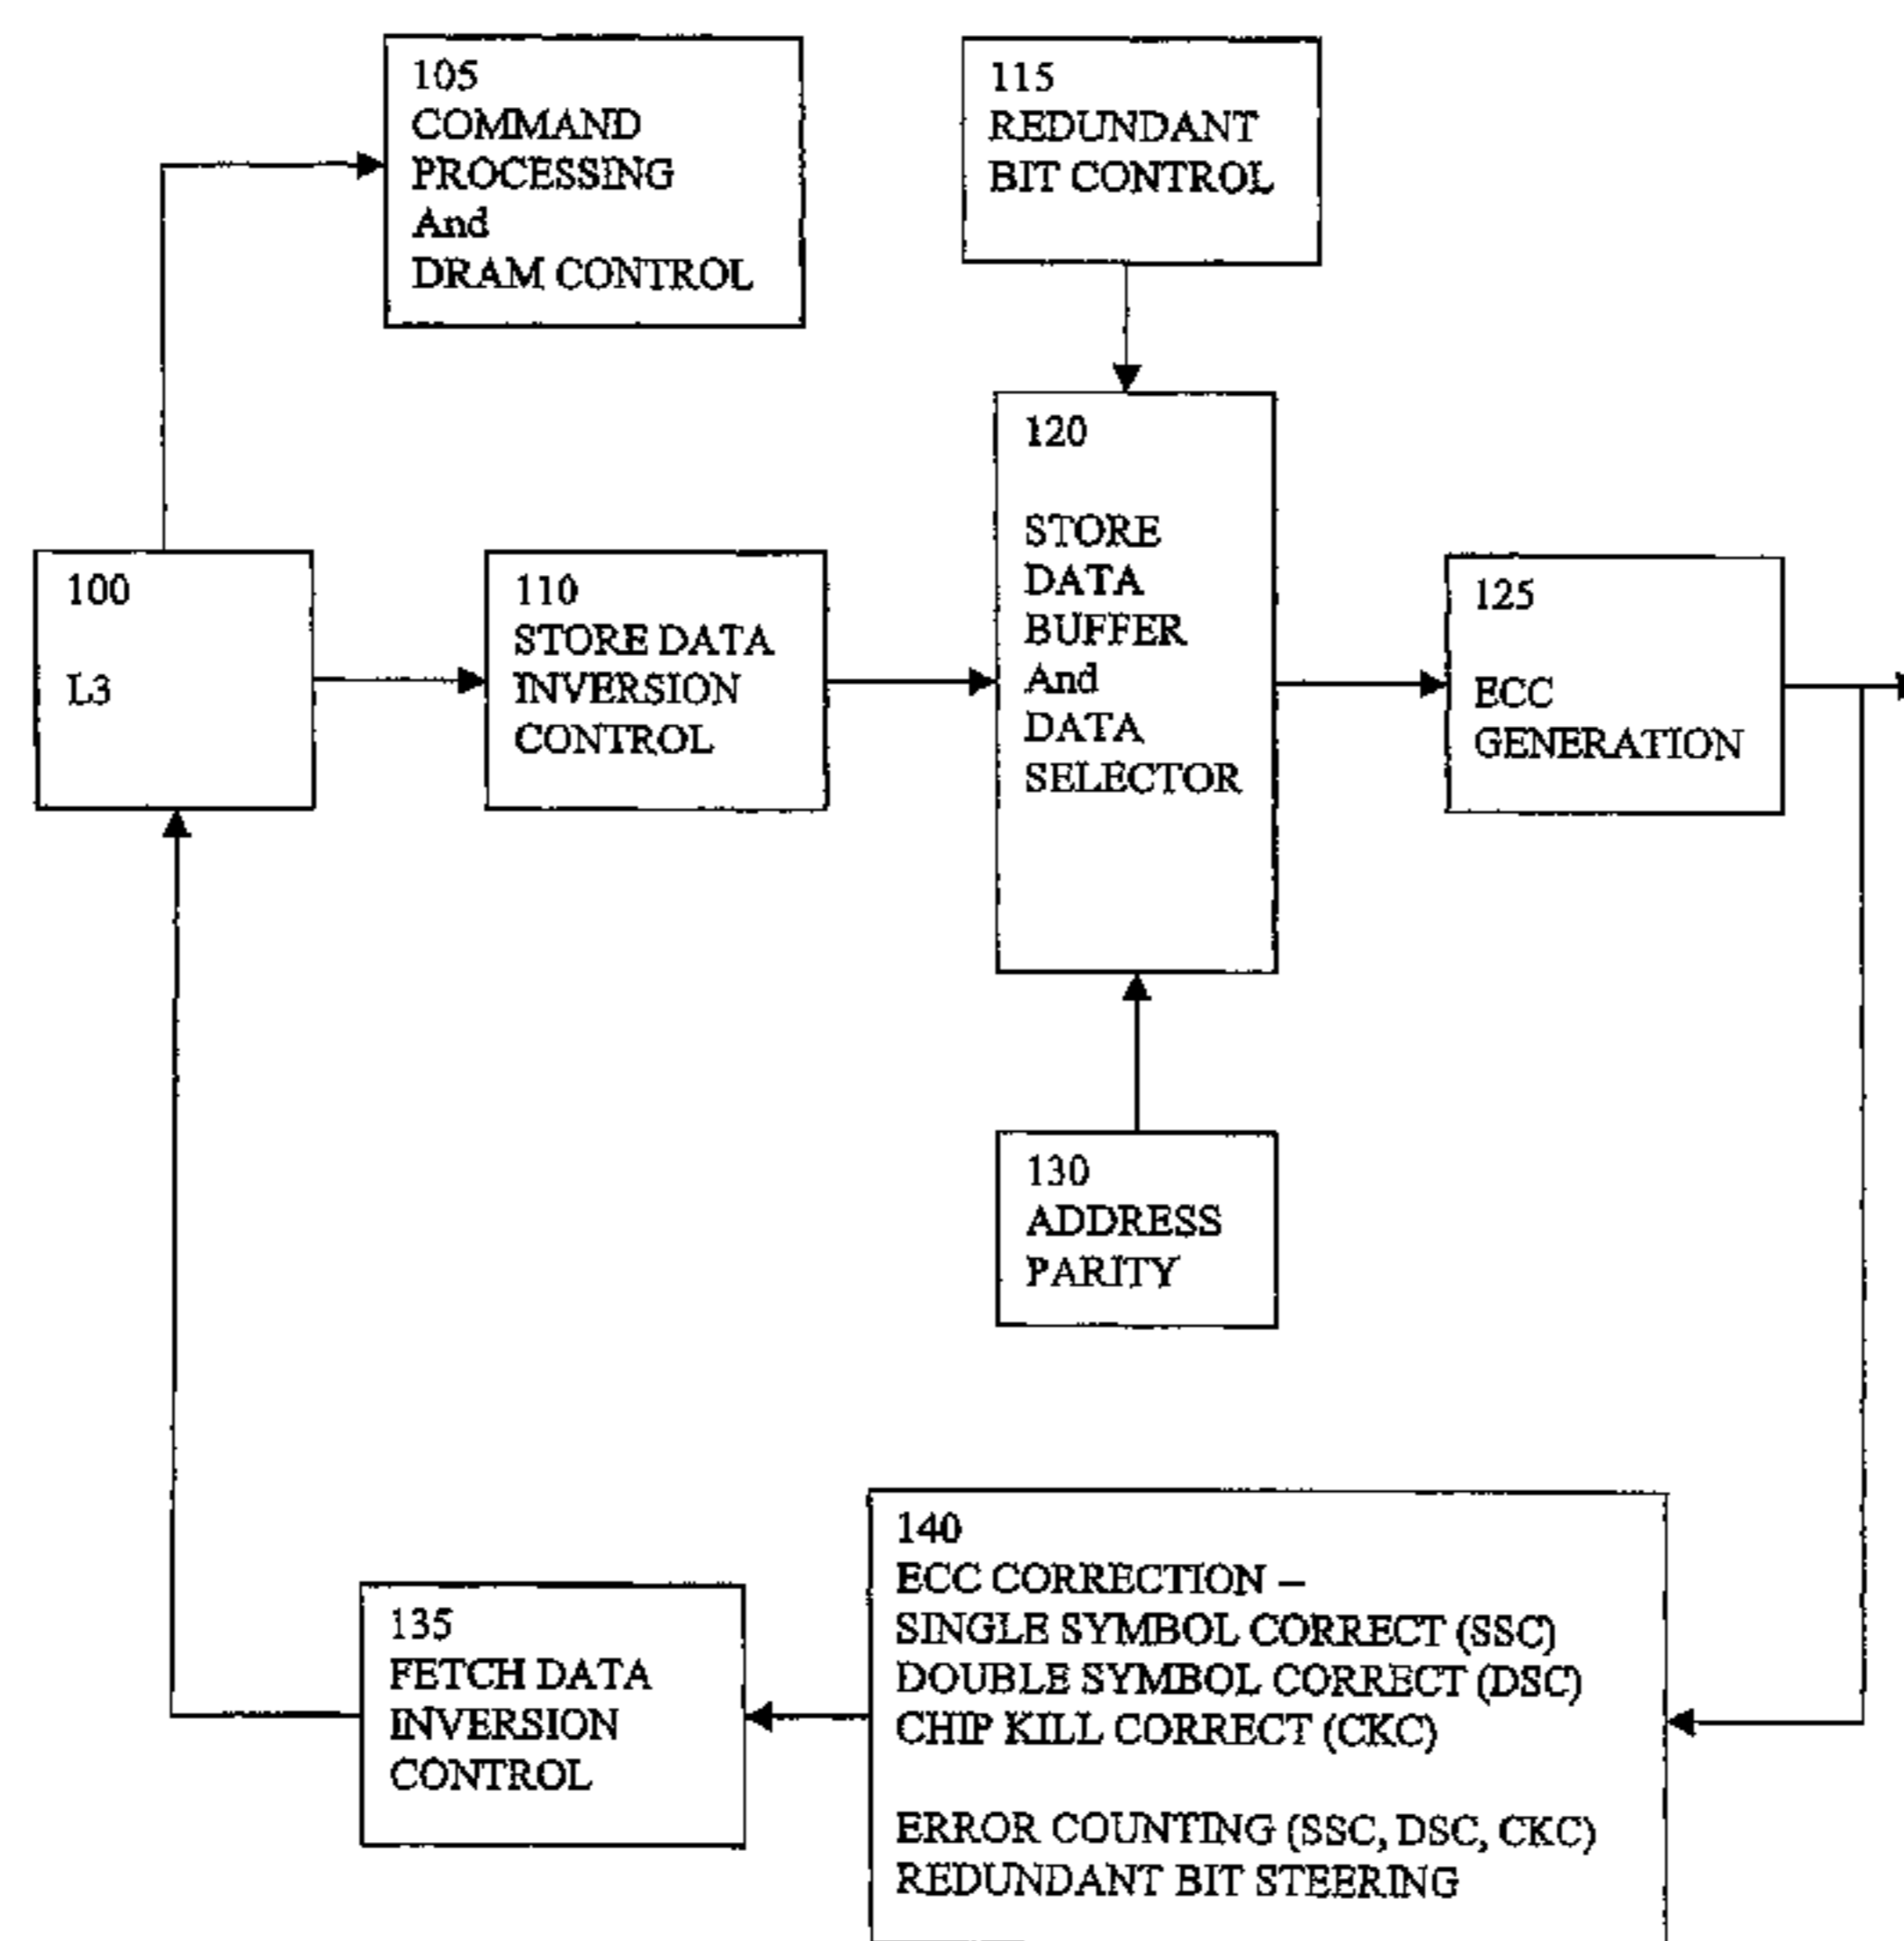 105
COMMAND
PROCESSING
And
DRAM CONTROL
115
REDUNDANT
BIT CONTROL
100
L3
110
STORE DATA
INVERSION
CONTROL
120
STORE
DATA
BUFFER
And
DATA
SELECTOR
125
ECC
GENERATION
130
ADDRESS
PARITY
135
FETCH DATA
INVERSION
CONTROL
140
ECC CORRECTION –
SINGLE SYMBOL CORRECT (SSC)
DOUBLE SYMBOL CORRECT (DSC)
CHIP KILL CORRECT (CKC)
ERROR COUNTING (SSC, DSC, CKC)
REDUNDANT BIT STEERING